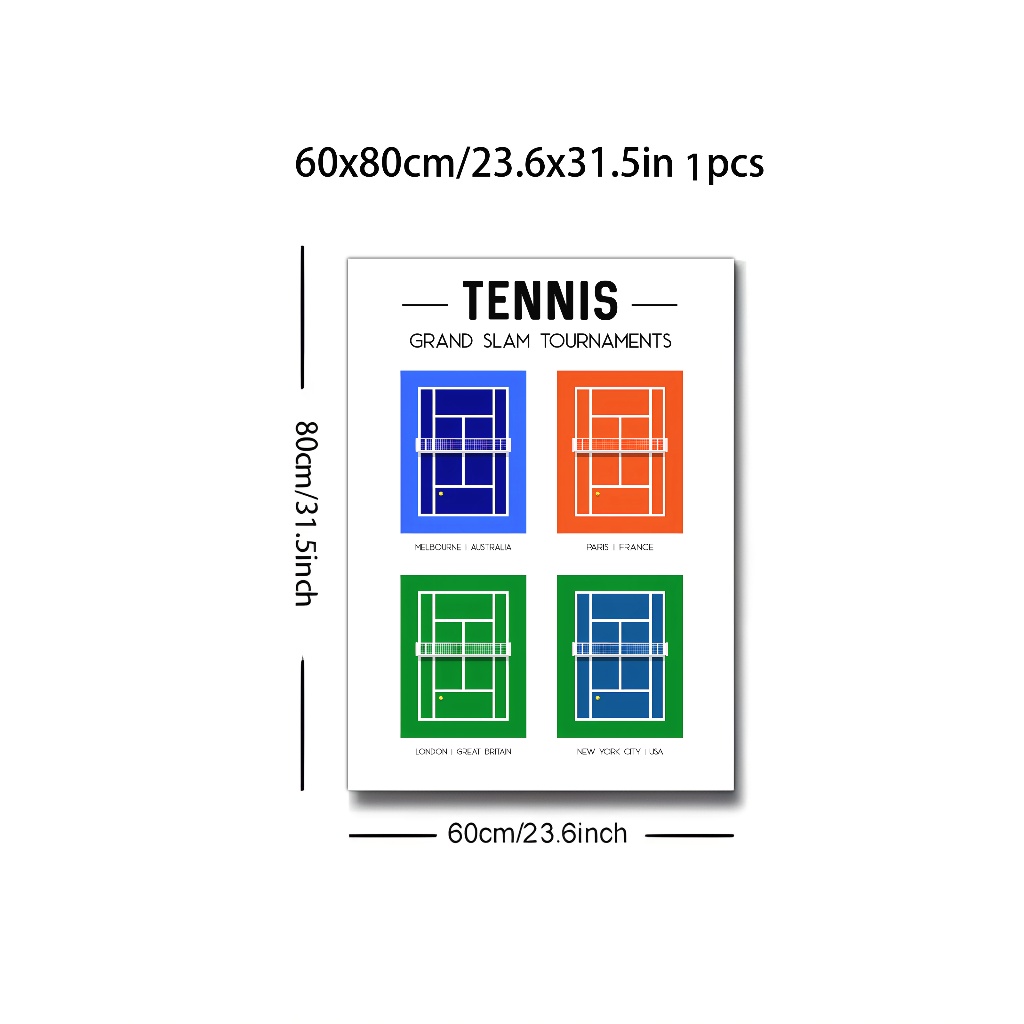 60x80cm/23.6x31.5in 1pcs
TENNIS
GRAND SLAM TOURNAMENTS
80cm/31.5inch
MELBOURNE | AUSTRALIA
PARIS | FRANCE
LONDON | GREAT BRITAIN
NEW YORK CITY | USA
60cm/23.6inch